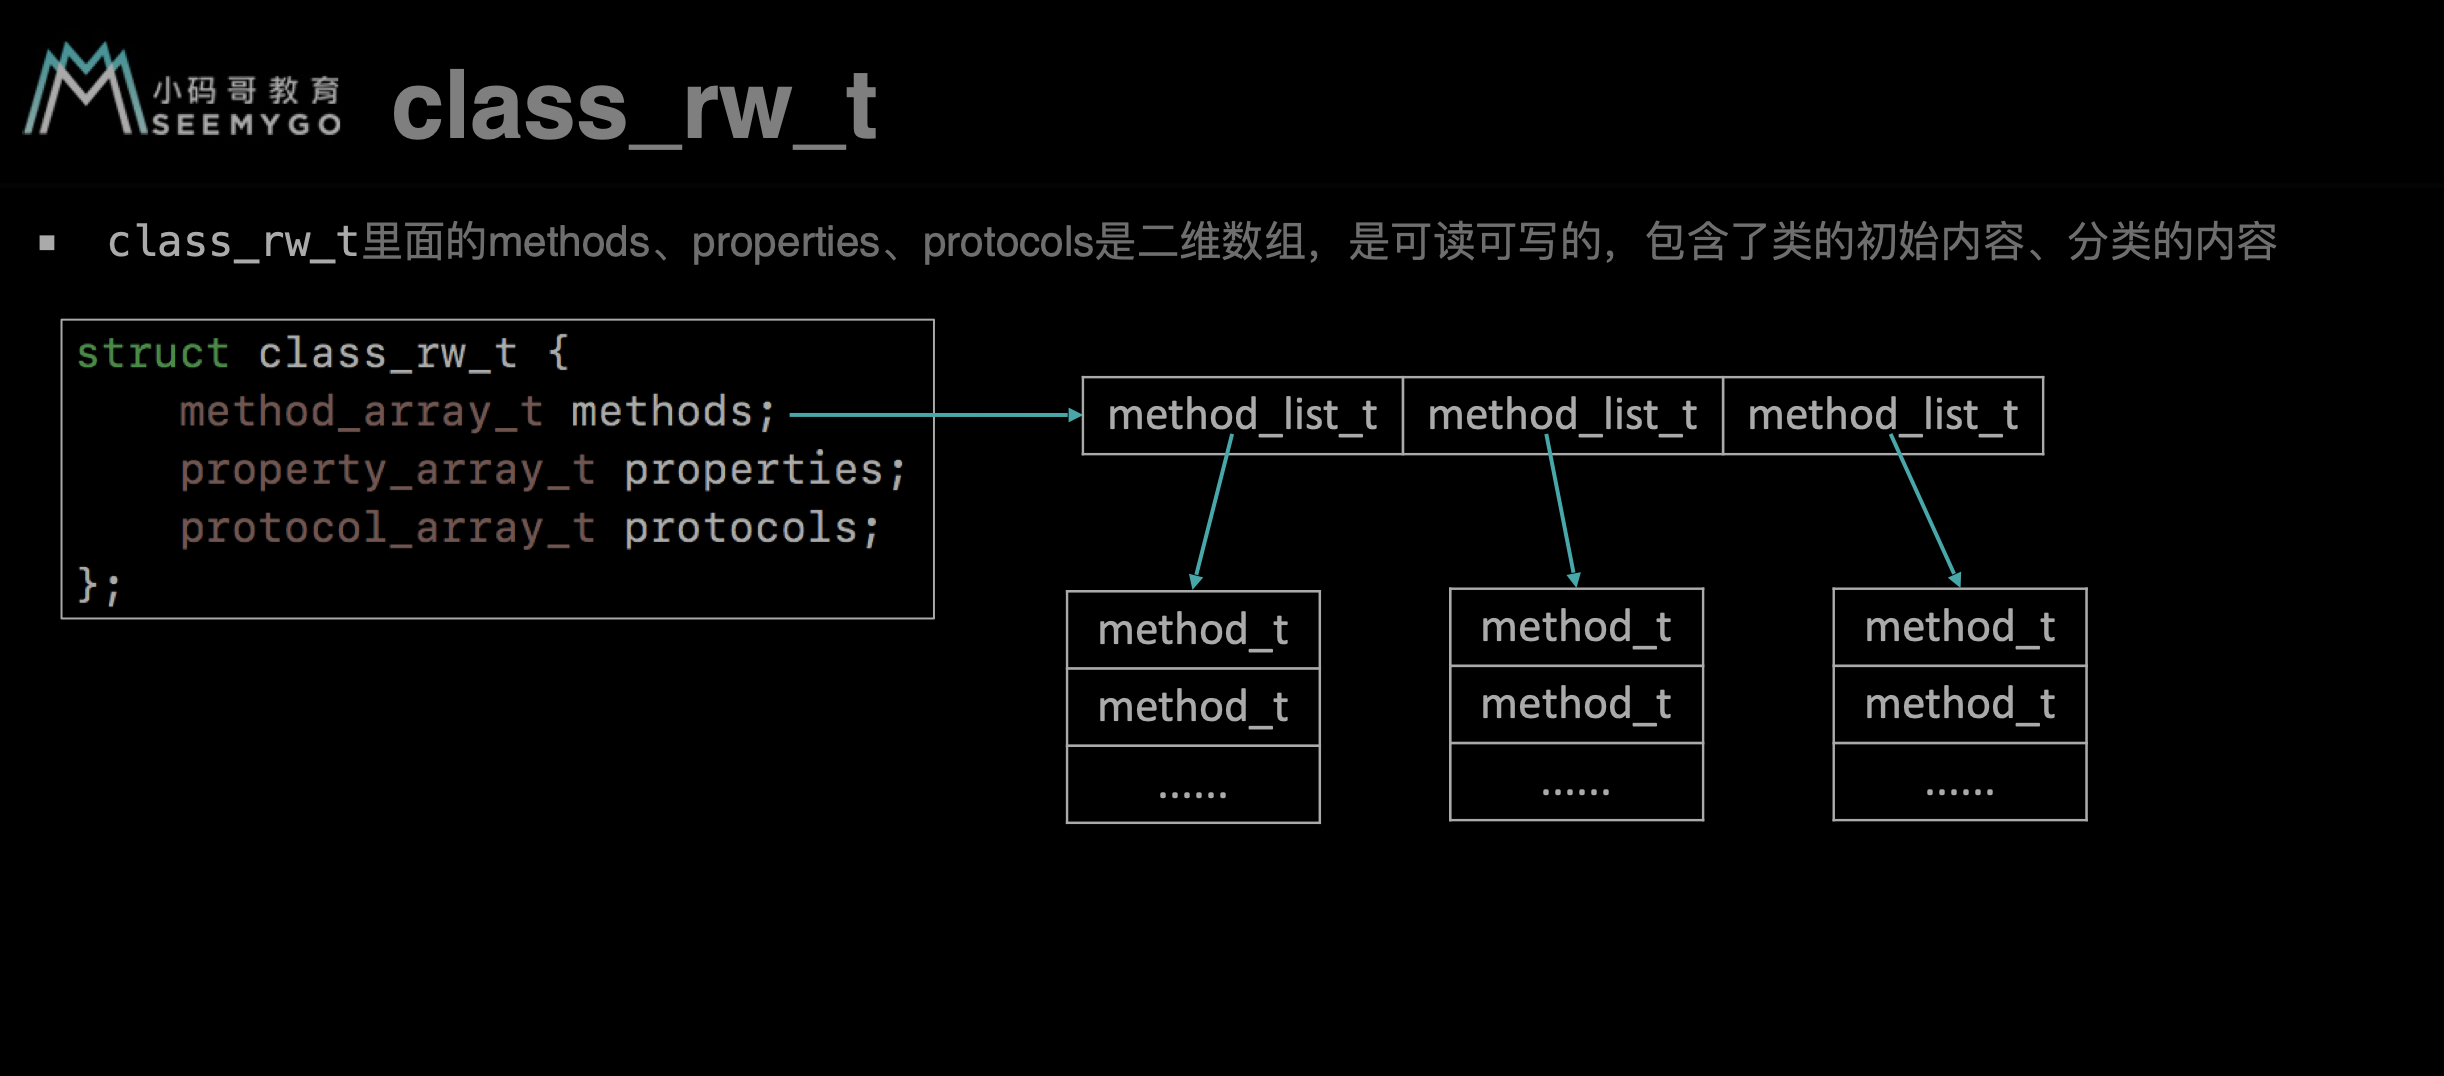 小码哥教育
SEEMYGO
class_rw_t
▪ class_rw_t里面的methods、properties、protocols是二维数组，是可读可写的，包含了类的初始内容、分类的内容
struct class_rw_t {
    method_array_t methods;
    property_array_t properties;
    protocol_array_t protocols;
};
method_list_t method_list_t method_list_t
method_t method_t method_t
method_t method_t method_t
...... ...... ......